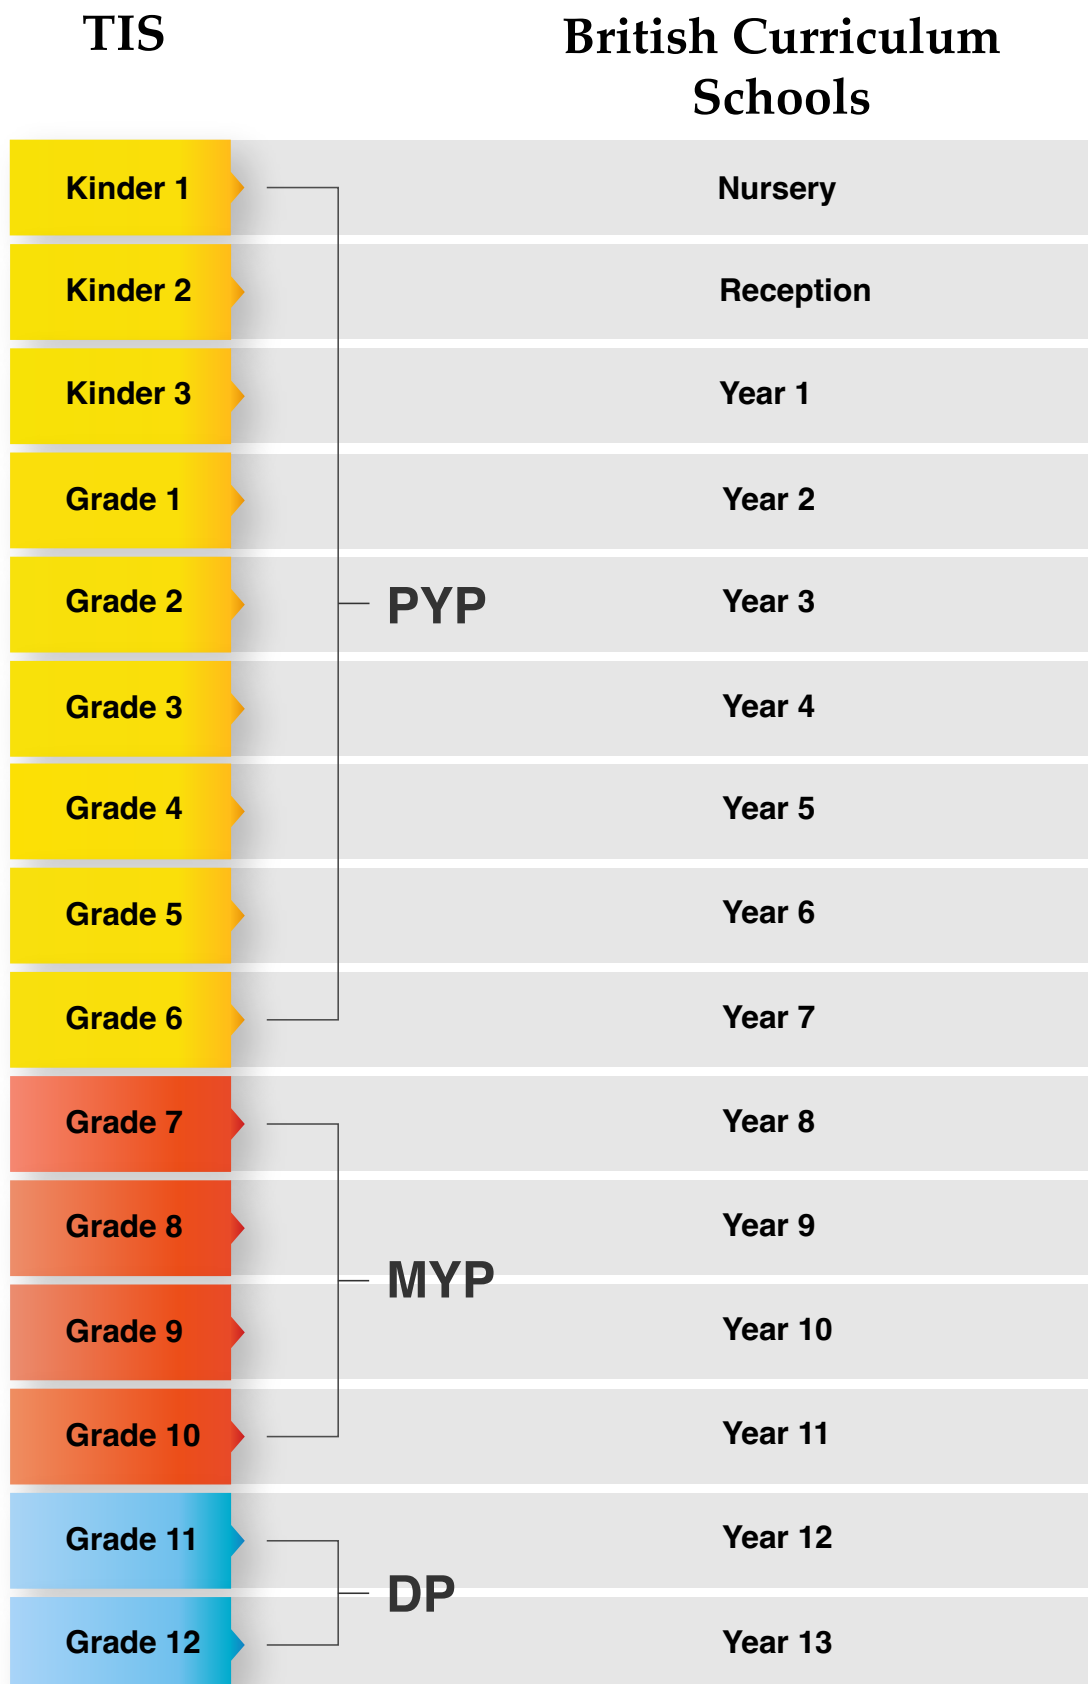 TIS
British Curriculum
Schools
Kinder 1
Nursery
Kinder 2
Reception
Kinder 3
Year 1
Grade 1
Year 2
Grade 2
PYP
Year 3
Grade 3
Year 4
Grade 4
Year 5
Grade 5
Year 6
Grade 6
Year 7
Grade 7
Year 8
Grade 8
Year 9
MYP
Grade 9
Year 10
Grade 10
Year 11
Grade 11
Year 12
DP
Grade 12
Year 13